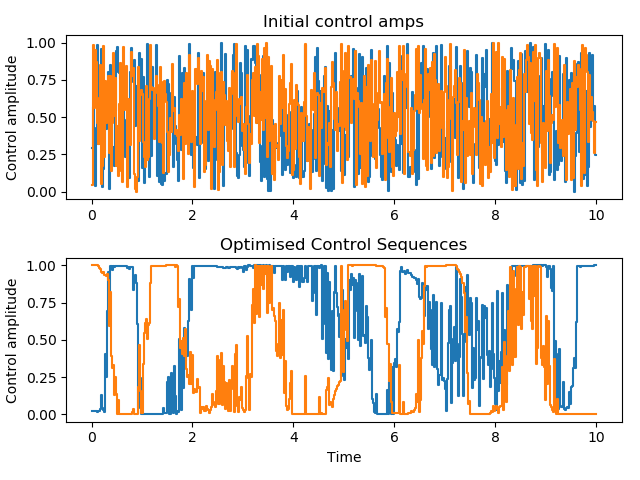 Initial control amps
Control amplitude
1.00
0.75
0.50
0.25
0.00
0 2 4 6 8 10
Optimised Control Sequences
Control amplitude
1.00
0.75
0.50
0.25
0.00
0 2 4 6 8 10
Time